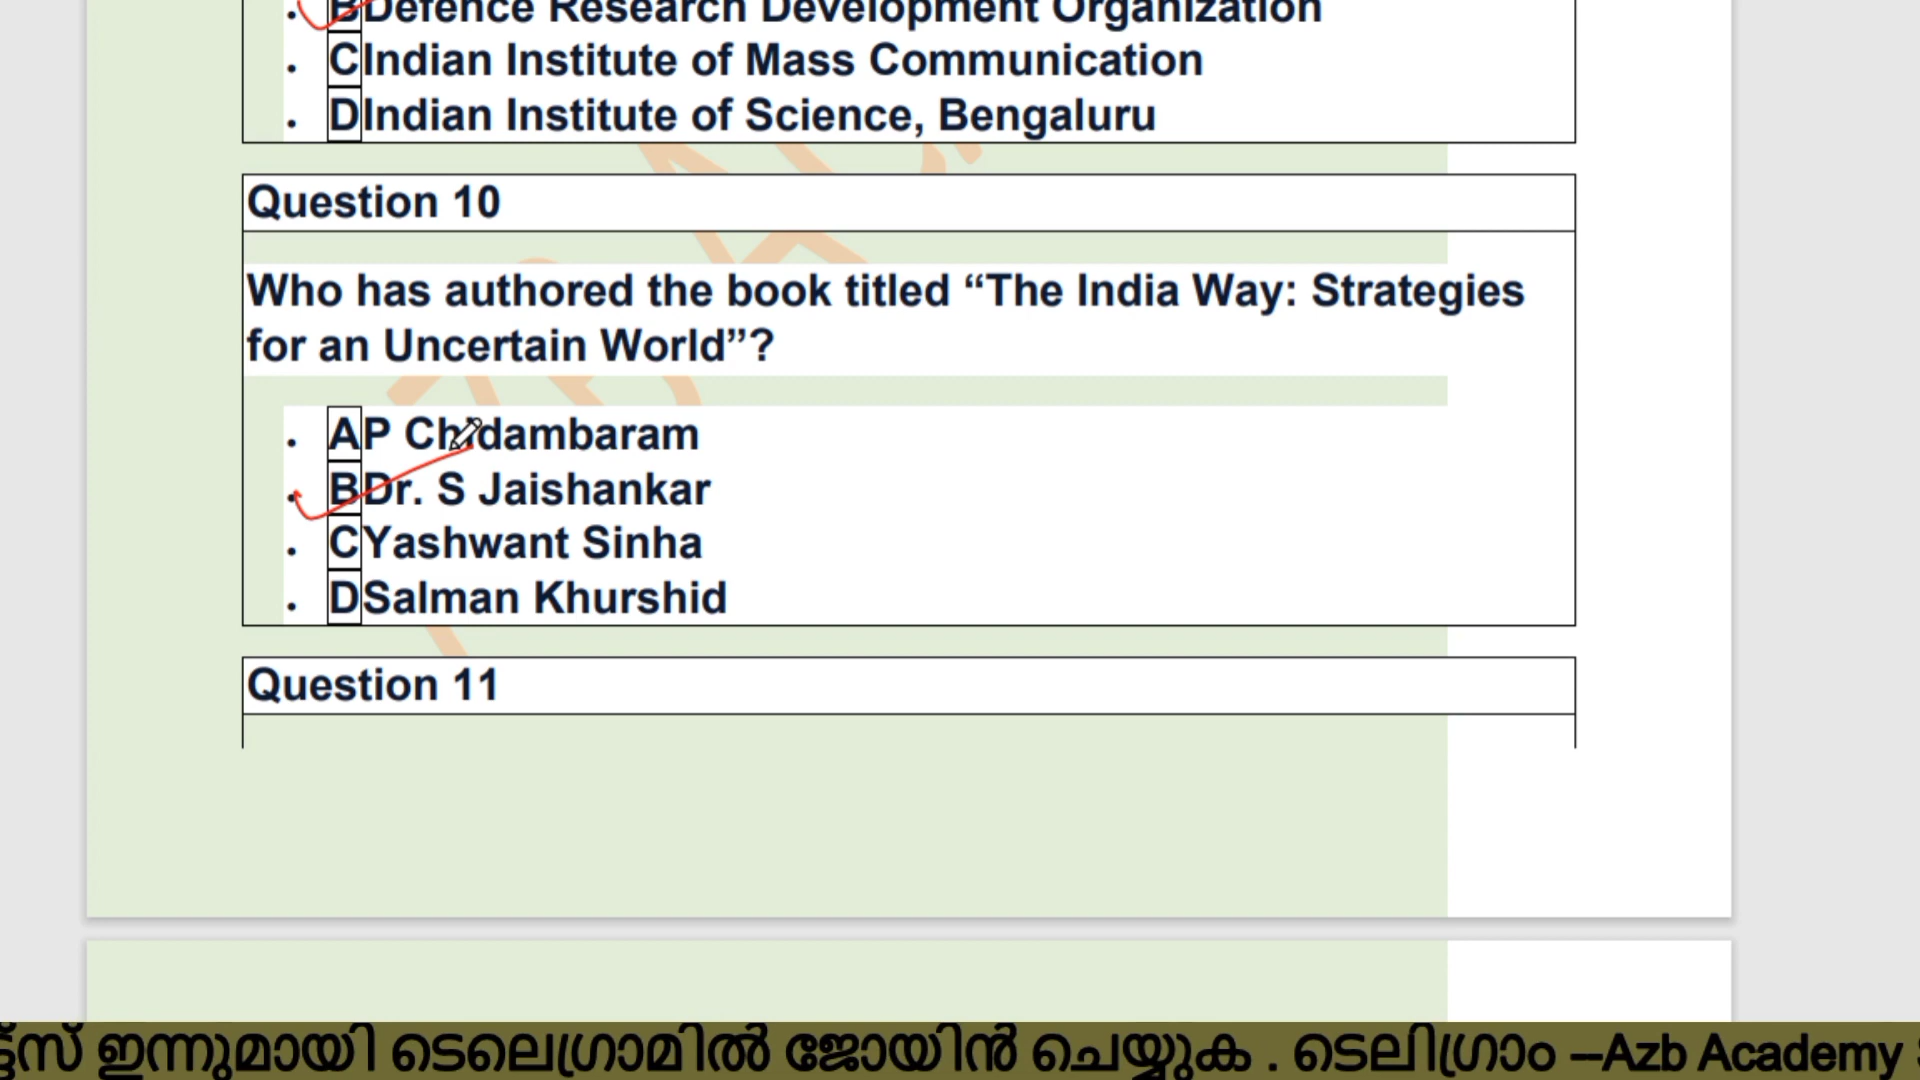 . B Defence Research Development Organization
. C Indian Institute of Mass Communication
. D Indian Institute of Science, Bengaluru
Question 10
Who has authored the book titled “The India Way: Strategies
for an Uncertain World”?
. A P Chidambaram
. B Dr. S Jaishankar
. C Yashwant Sinha
. D Salman Khurshid
Question 11
ഇന്നുമായി ടെലെഗ്രാമിൽ ജോയിൻ ചെയ്യുക . ടെലിഗ്രാം --Azb Academy